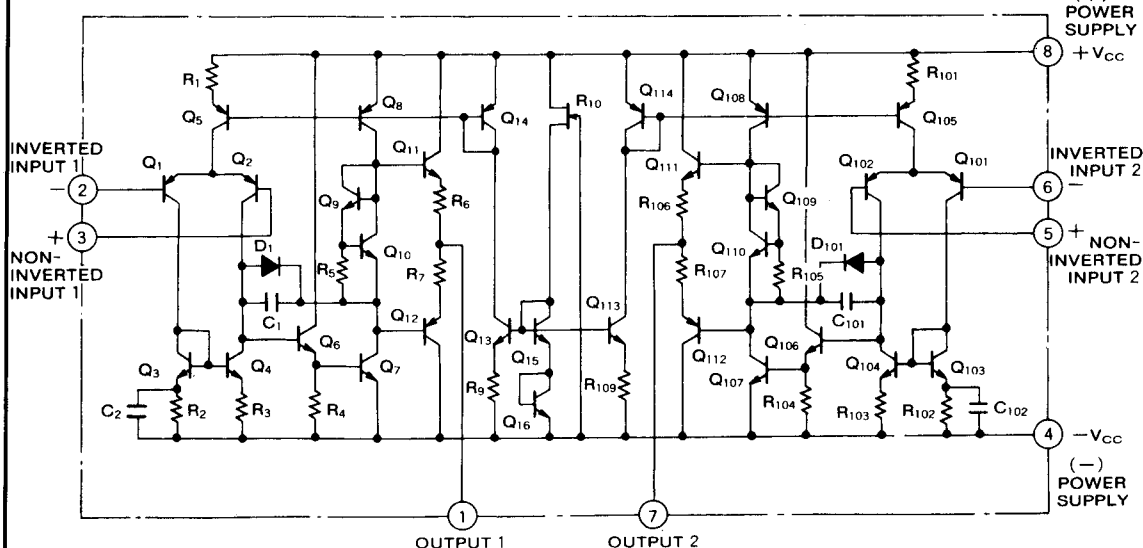 (+)
POWER
SUPPLY
8 +VCC
R1
Q5
Q8
Q14
R10
Q114
Q108
R101
Q105
INVERTED
INPUT 1
− 2
+ 3
NON-
INVERTED
INPUT 1
Q1
Q2
Q11
Q9
R6
Q10
R5
R7
D1
C1
Q12
Q6
Q7
Q3
Q4
C2
R2
R3
R4
Q13
Q15
R9
Q16
Q113
R109
Q111
R106
Q109
Q110
R107
R105
D101
C101
Q112
Q106
Q107
R104
Q104
Q103
R103
R102
C102
Q102
Q101
INVERTED
INPUT 2
6 −
5 +
NON-
INVERTED
INPUT 2
4 −VCC
(−)
POWER
SUPPLY
1
OUTPUT 1
7
OUTPUT 2